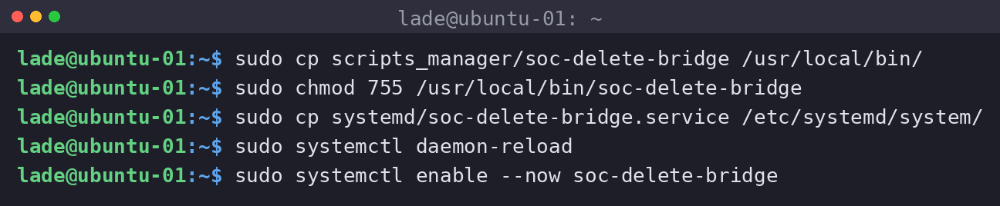 lade@ubuntu-01: ~
lade@ubuntu-01:~$ sudo cp scripts_manager/soc-delete-bridge /usr/local/bin/
lade@ubuntu-01:~$ sudo chmod 755 /usr/local/bin/soc-delete-bridge
lade@ubuntu-01:~$ sudo cp systemd/soc-delete-bridge.service /etc/systemd/system/
lade@ubuntu-01:~$ sudo systemctl daemon-reload
lade@ubuntu-01:~$ sudo systemctl enable --now soc-delete-bridge